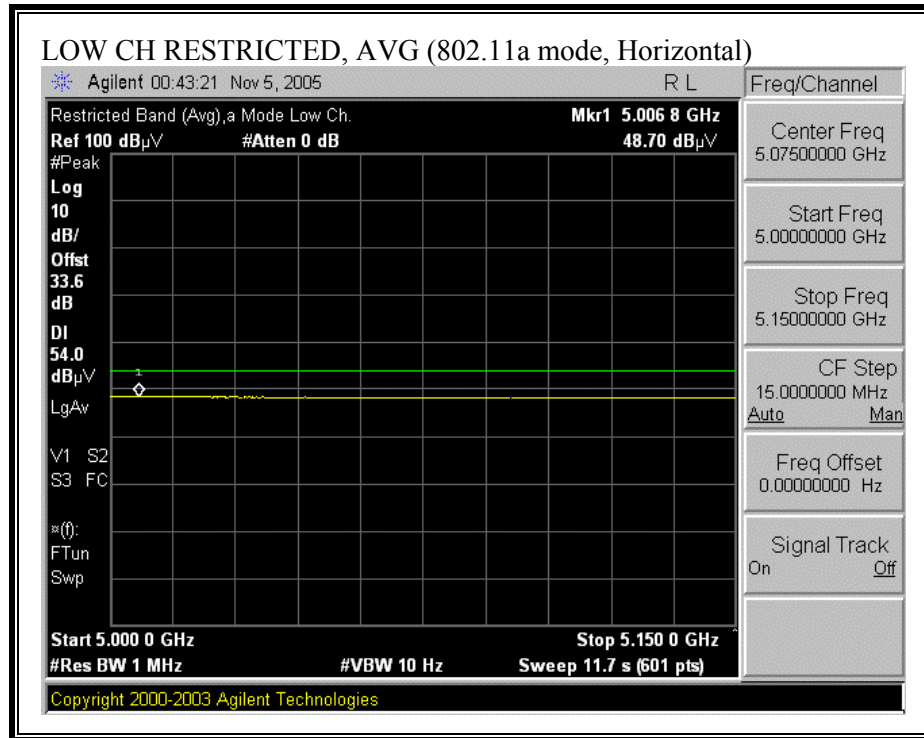 LOW CH RESTRICTED, AVG (802.11a mode, Horizontal)
Agilent 00:43:21 Nov 5, 2005 R L
Freq/Channel
Restricted Band (Avg),a Mode Low Ch. Mkr1 5.006 8 GHz
Ref 100 dBµV #Atten 0 dB 48.70 dBµV
#Peak
Log
10
dB/
Offst
33.6
dB
DI
54.0
dBµV
LgAv
V1 S2
S3 FC
¤(f):
FTun
Swp
1
Start 5.000 0 GHz Stop 5.150 0 GHz
#Res BW 1 MHz #VBW 10 Hz Sweep 11.7 s (601 pts)
Center Freq
5.07500000 GHz
Start Freq
5.00000000 GHz
Stop Freq
5.15000000 GHz
CF Step
15.0000000 MHz
Auto Man
Freq Offset
0.00000000 Hz
Signal Track
On Off
Copyright 2000-2003 Agilent Technologies